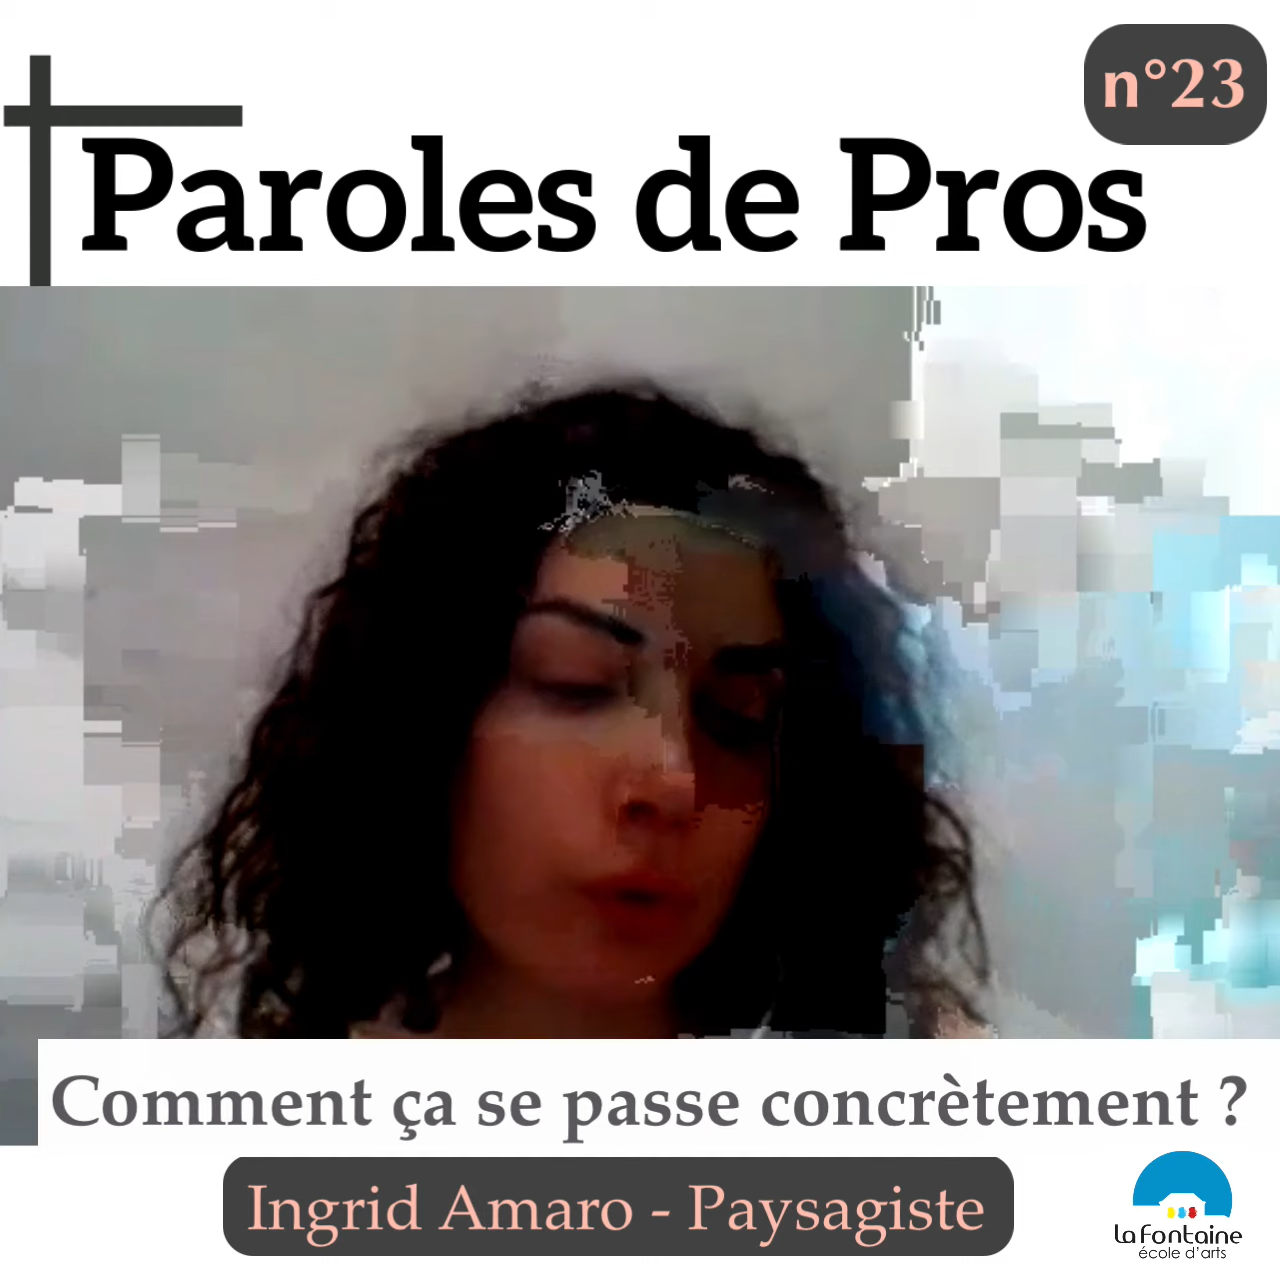 n°23
Paroles de Pros
Comment ça se passe concrètement ?
Ingrid Amaro - Paysagiste
la Fontaine
école d'arts